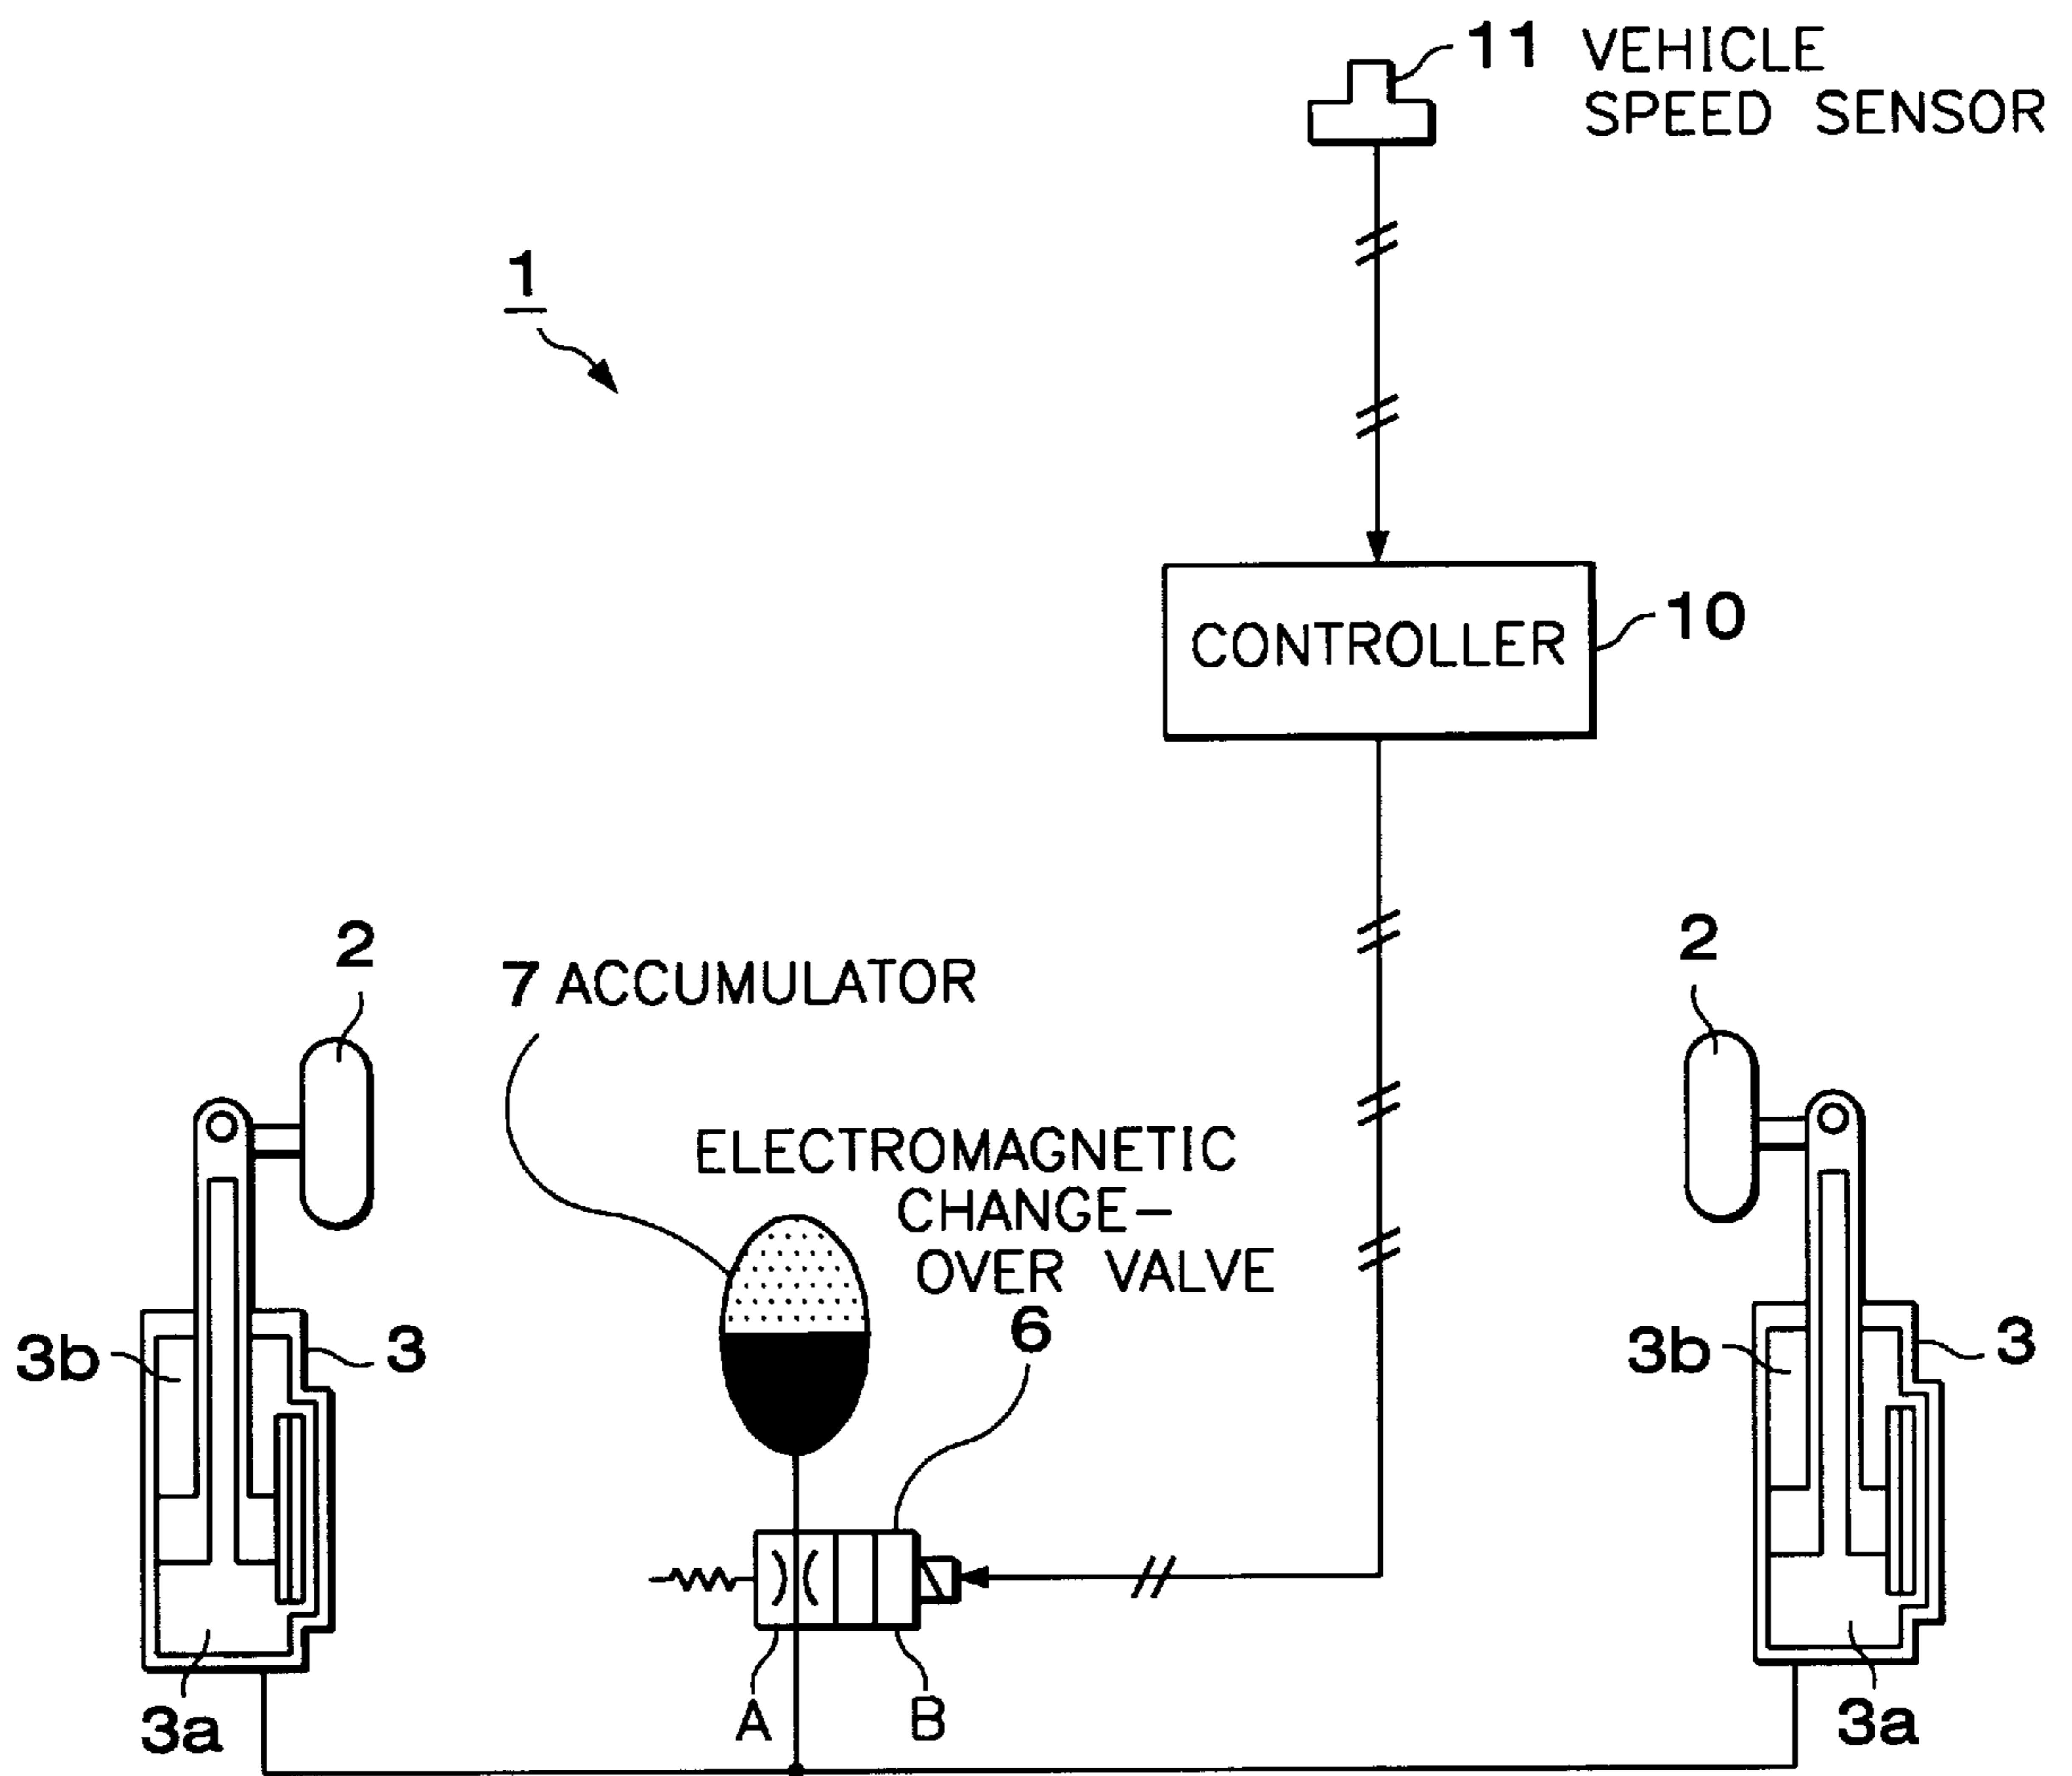 11 VEHICLE
SPEED SENSOR
1
CONTROLLER
10
2
7 ACCUMULATOR
2
ELECTROMAGNETIC
CHANGE-
OVER VALVE
6
3b
3
3b
3
3a
A
B
3a